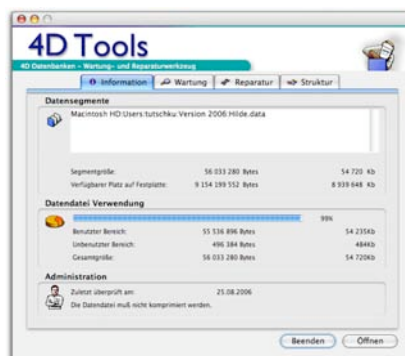 4D Tools
4D Datenbanken - Wartung- und Reparaturwerkzeug
Information Wartung Reparatur Struktur
Datensegmente
Macintosh HD:Users:tutschku:Version 2006:Hilde.data
Segmentgröße: 56 033 280 Bytes 54 720 Kb
Verfügbarer Platz auf Festplatte: 9 154 199 552 Bytes 8 939 648 Kb
Datendatei Verwendung
99%
Benutzter Bereich: 55 536 896 Bytes 54 235Kb
Unbenutzter Bereich: 496 384 Bytes 484Kb
Gesamtgröße: 56 033 280 Bytes 54 720Kb
Administration
Zuletzt überprüft am: 25.08.2006
Die Datendatei muß nicht komprimiert werden.
Beenden Öffnen